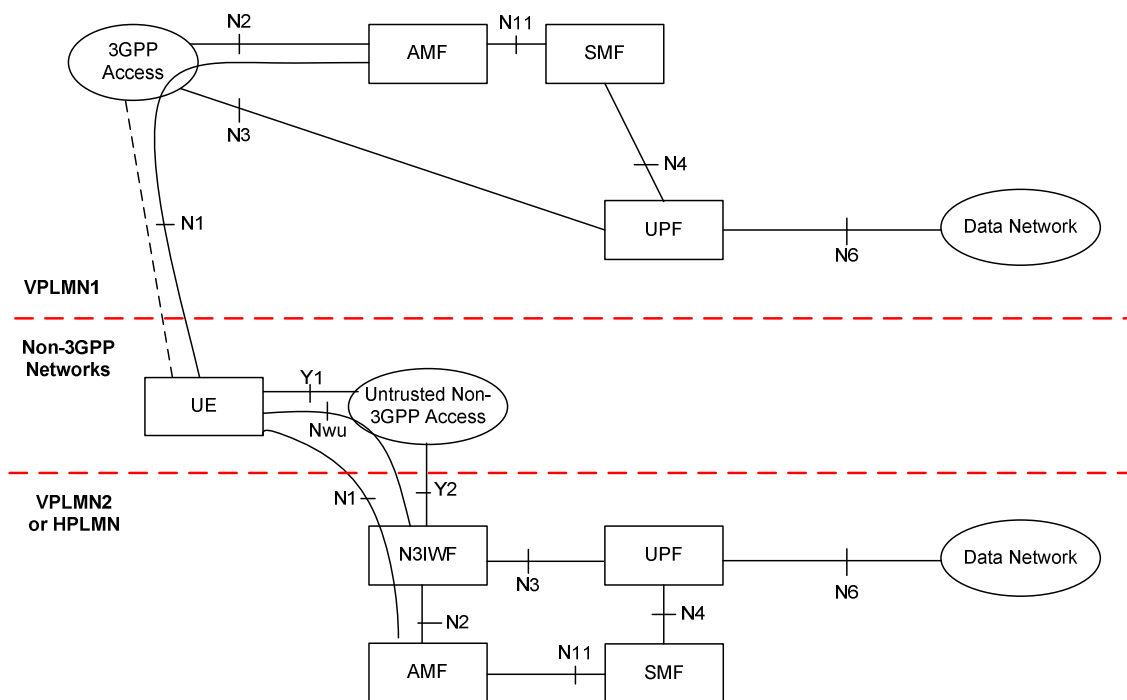 N2
N11
3GPP
Access
AMF
SMF
N3
N4
N1
UPF
Data Network
N6
VPLMN1
Non-3GPP
Networks
Y1
UE
Untrusted Non-
3GPP Access
Nwu
N1
Y2
VPLMN2
or HPLMN
N3IWF
UPF
Data Network
N3
N6
N2
N4
N11
AMF
SMF